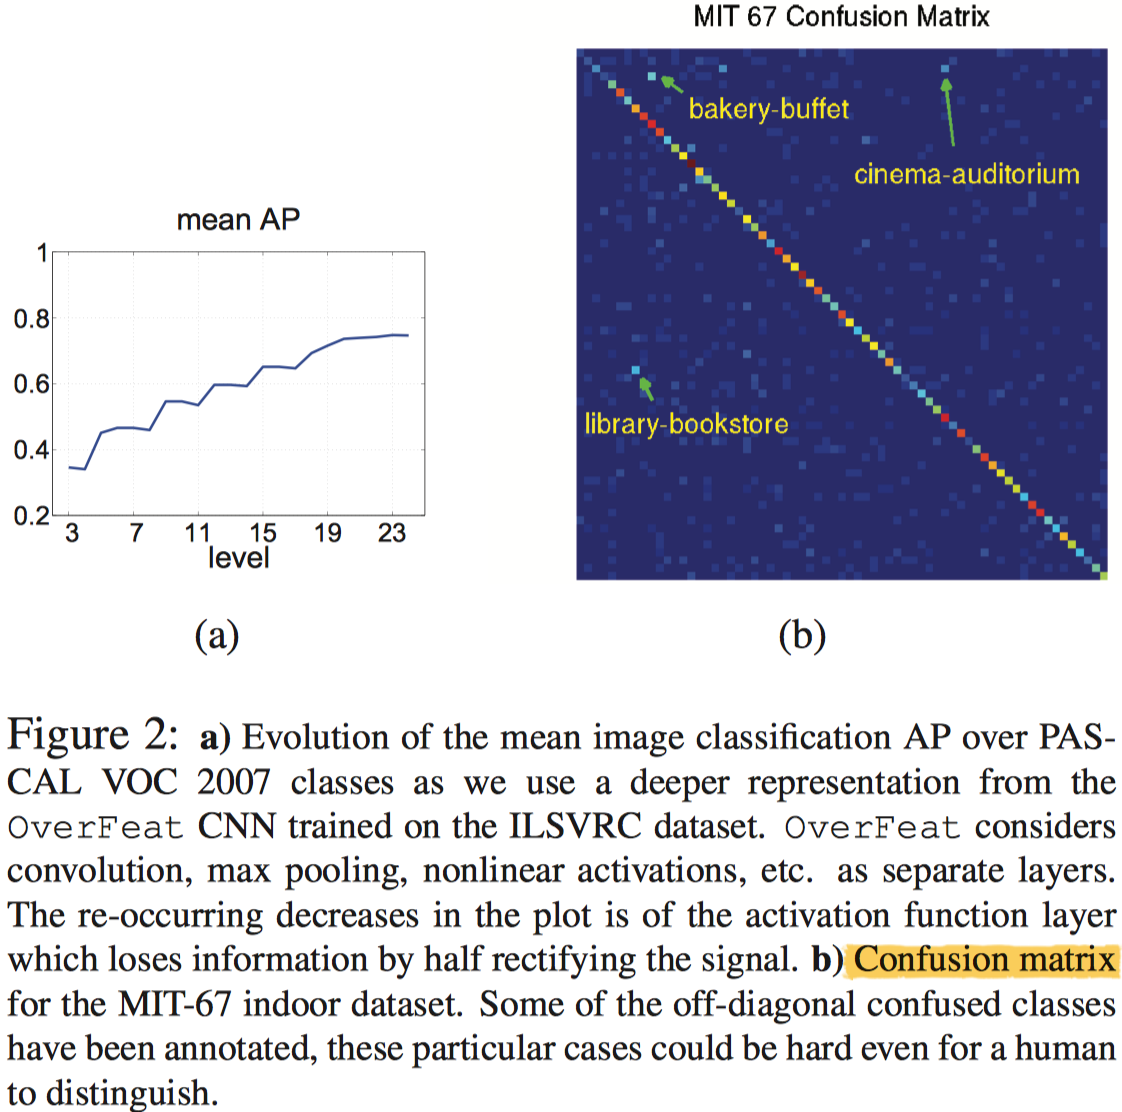 MIT 67 Confusion Matrix
bakery-buffet
cinema-auditorium
library-bookstore
mean AP
1
0.8
0.6
0.4
0.2
3 7 11 15 19 23
level
(a)
(b)
Figure 2: a) Evolution of the mean image classification AP over PAS-
CAL VOC 2007 classes as we use a deeper representation from the
OverFeat CNN trained on the ILSVRC dataset. OverFeat considers
convolution, max pooling, nonlinear activations, etc. as separate layers.
The re-occurring decreases in the plot is of the activation function layer
which loses information by half rectifying the signal. b) Confusion matrix
for the MIT-67 indoor dataset. Some of the off-diagonal confused classes
have been annotated, these particular cases could be hard even for a human
to distinguish.